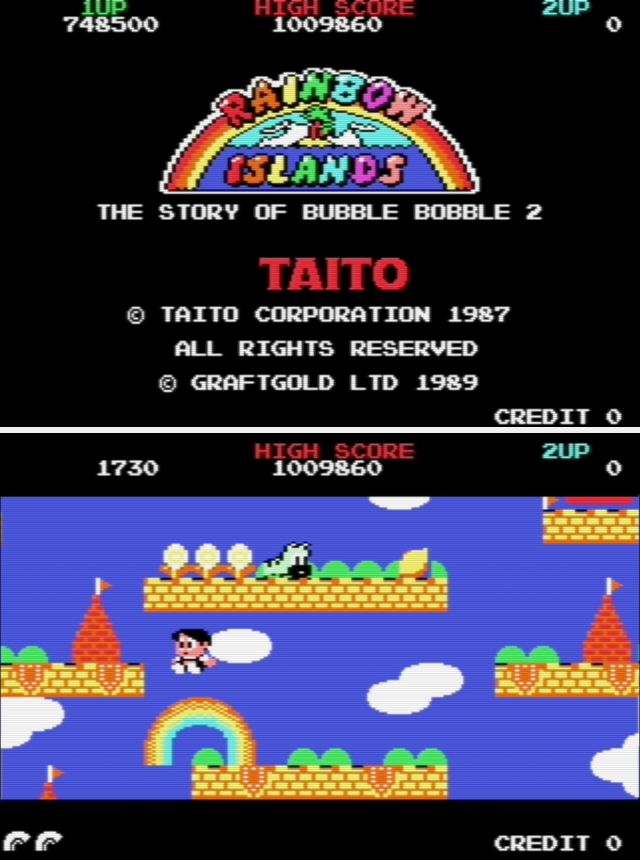 1UP HIGH SCORE 2UP
748500 1009860 0
RAINBOW
ISLANDS
THE STORY OF BUBBLE BOBBLE 2
TAITO
© TAITO CORPORATION 1987
ALL RIGHTS RESERVED
© GRAFTGOLD LTD 1989
CREDIT 0
HIGH SCORE 2UP
1730 1009860 0
CREDIT 0